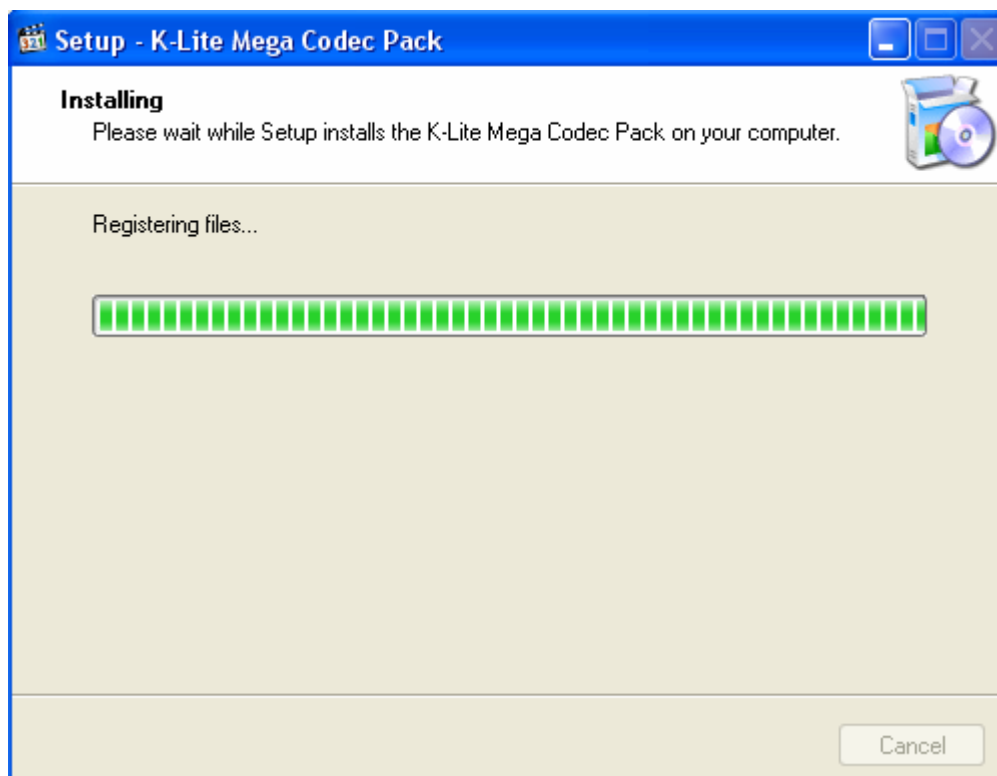 Setup - K-Lite Mega Codec Pack
Installing
Please wait while Setup installs the K-Lite Mega Codec Pack on your computer.
Registering files...
Cancel